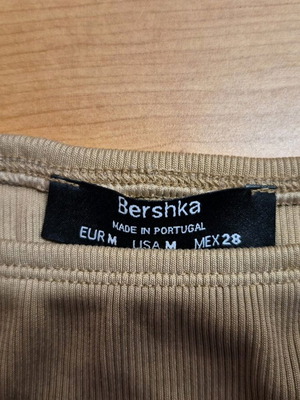 Bershka
MADE IN PORTUGAL
EUR M USA M MEX 28